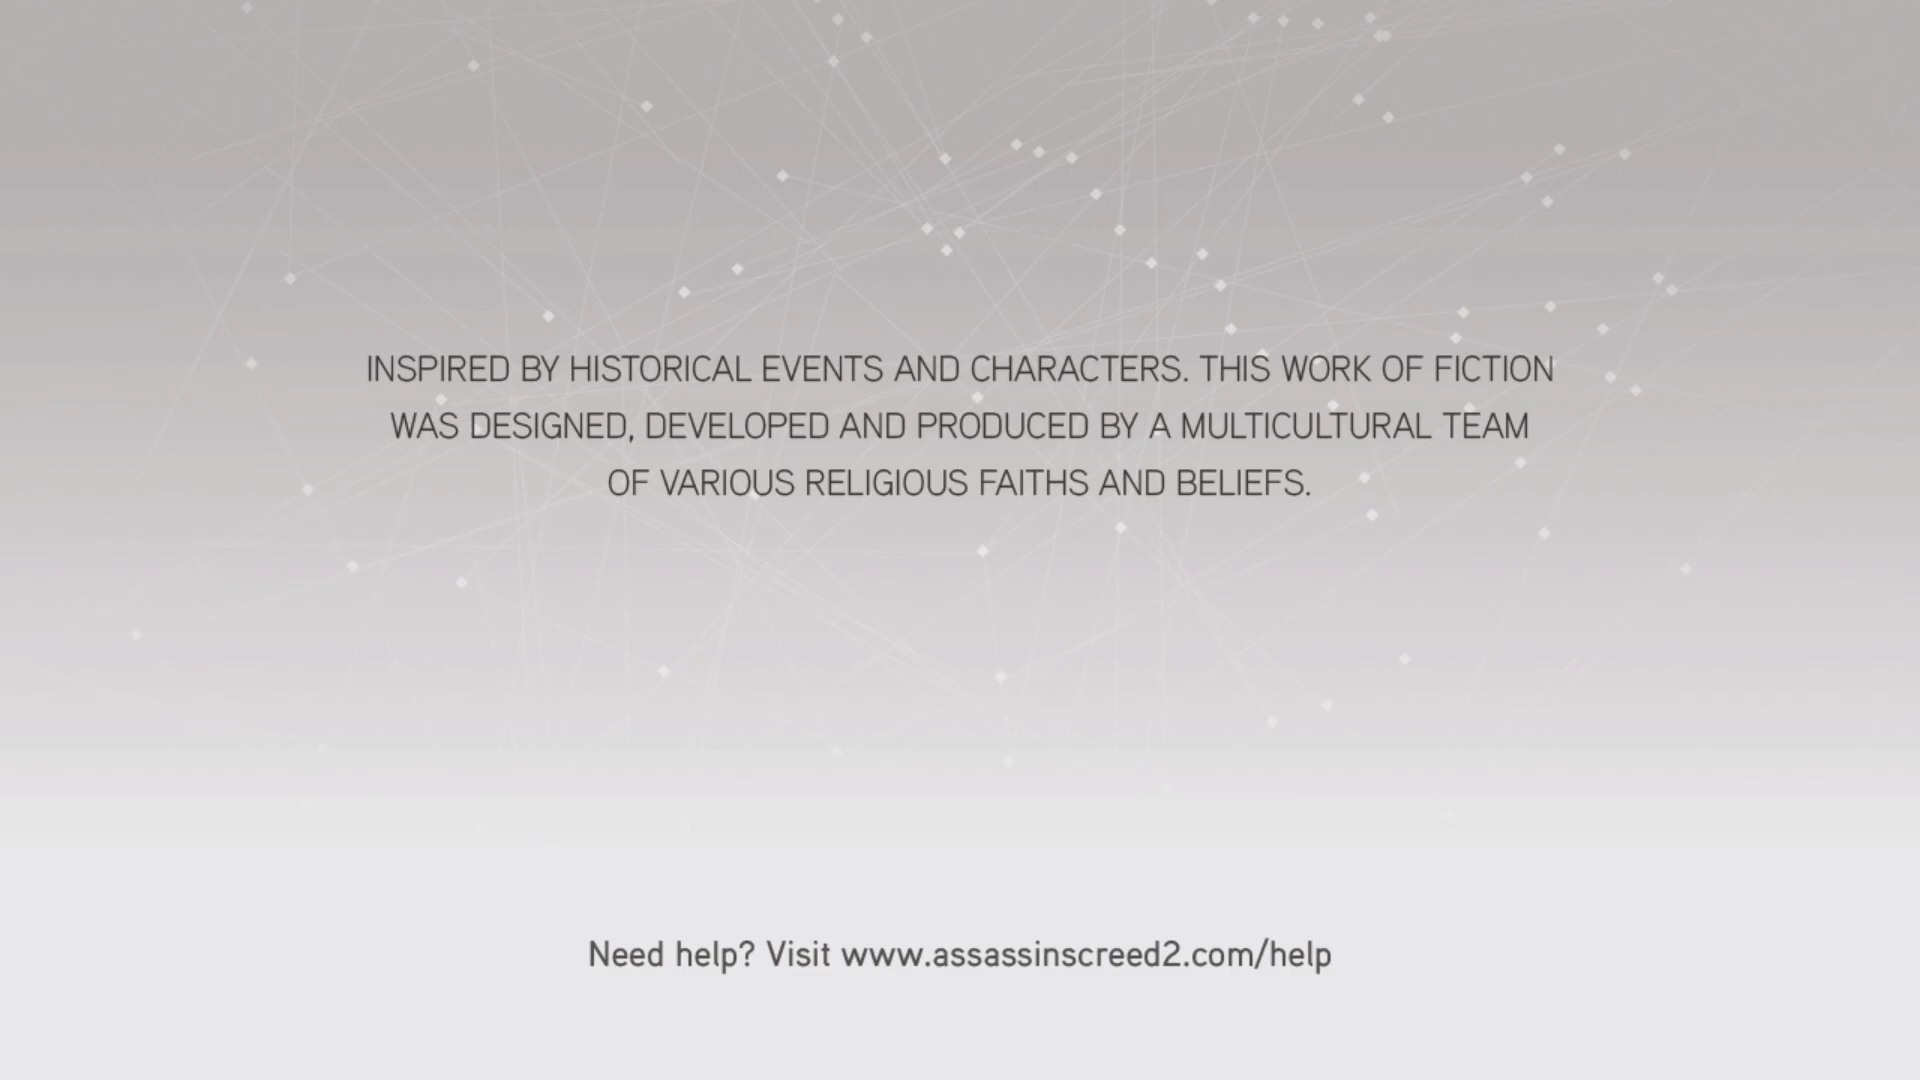 INSPIRED BY HISTORICAL EVENTS AND CHARACTERS. THIS WORK OF FICTION
WAS DESIGNED, DEVELOPED AND PRODUCED BY A MULTICULTURAL TEAM
OF VARIOUS RELIGIOUS FAITHS AND BELIEFS.
Need help? Visit www.assassinscreed2.com/help